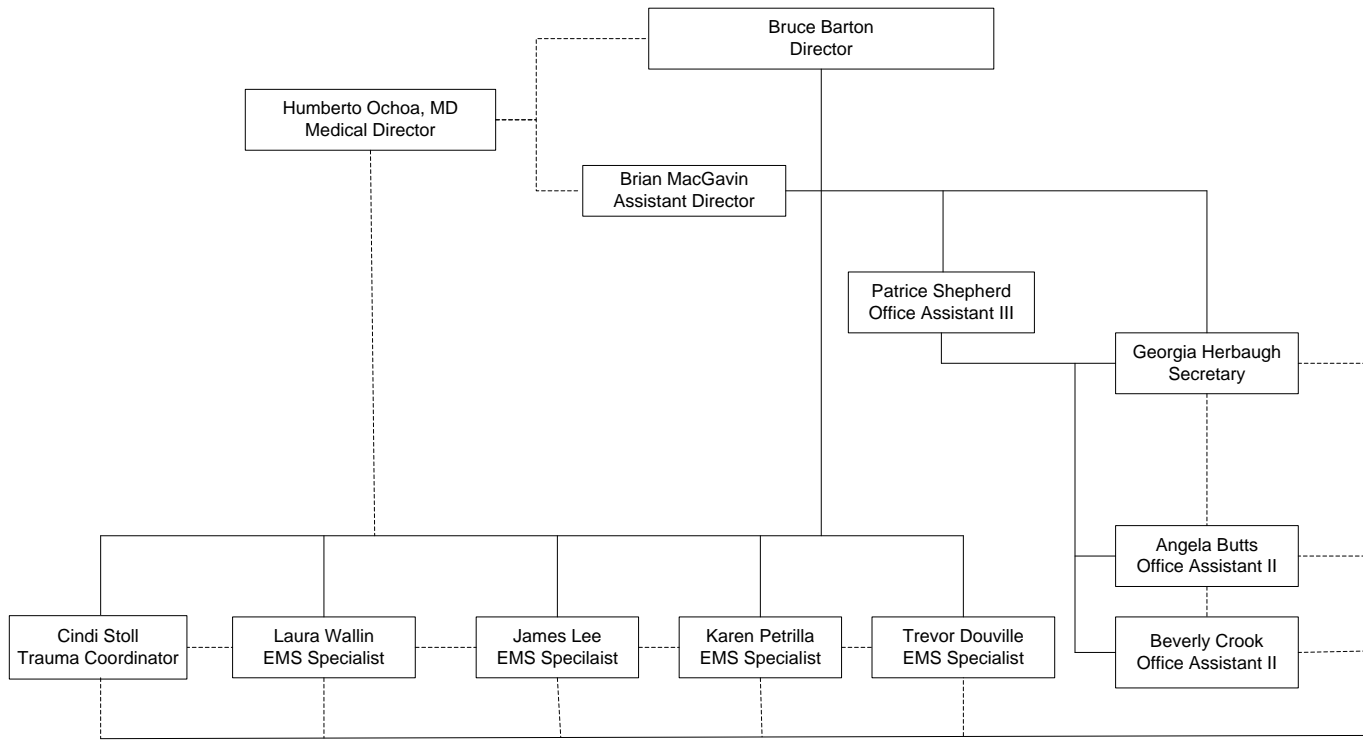 Bruce Barton
Director
Humberto Ochoa, MD
Medical Director
Brian MacGavin
Assistant Director
Patrice Shepherd
Office Assistant III
Georgia Herbaugh
Secretary
Angela Butts
Office Assistant II
Cindi Stoll
Trauma Coordinator
Laura Wallin
EMS Specialist
James Lee
EMS Specilaist
Karen Petrilla
EMS Specialist
Trevor Douville
EMS Specialist
Beverly Crook
Office Assistant II